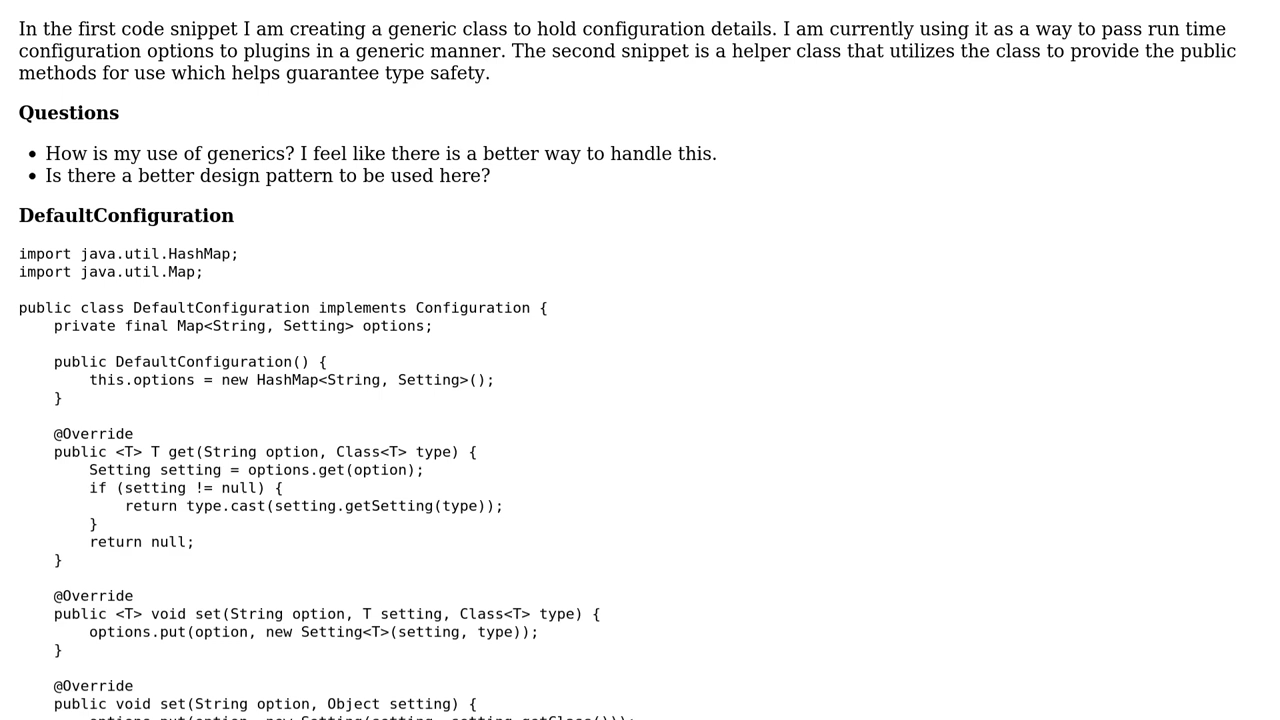 In the first code snippet I am creating a generic class to hold configuration details. I am currently using it as a way to pass run time
configuration options to plugins in a generic manner. The second snippet is a helper class that utilizes the class to provide the public
methods for use which helps guarantee type safety.
Questions
• How is my use of generics? I feel like there is a better way to handle this.
• Is there a better design pattern to be used here?
DefaultConfiguration
import java.util.HashMap;
import java.util.Map;
public class DefaultConfiguration implements Configuration {
    private final Map<String, Setting> options;
    public DefaultConfiguration() {
        this.options = new HashMap<String, Setting>();
    }
    @Override
    public <T> T get(String option, Class<T> type) {
        Setting setting = options.get(option);
        if (setting != null) {
            return type.cast(setting.getSetting(type));
        }
        return null;
    }
    @Override
    public <T> void set(String option, T setting, Class<T> type) {
        options.put(option, new Setting<T>(setting, type));
    }
    @Override
    public void set(String option, Object setting) {
        options.put(option, new Setting(setting, setting.getClass()));